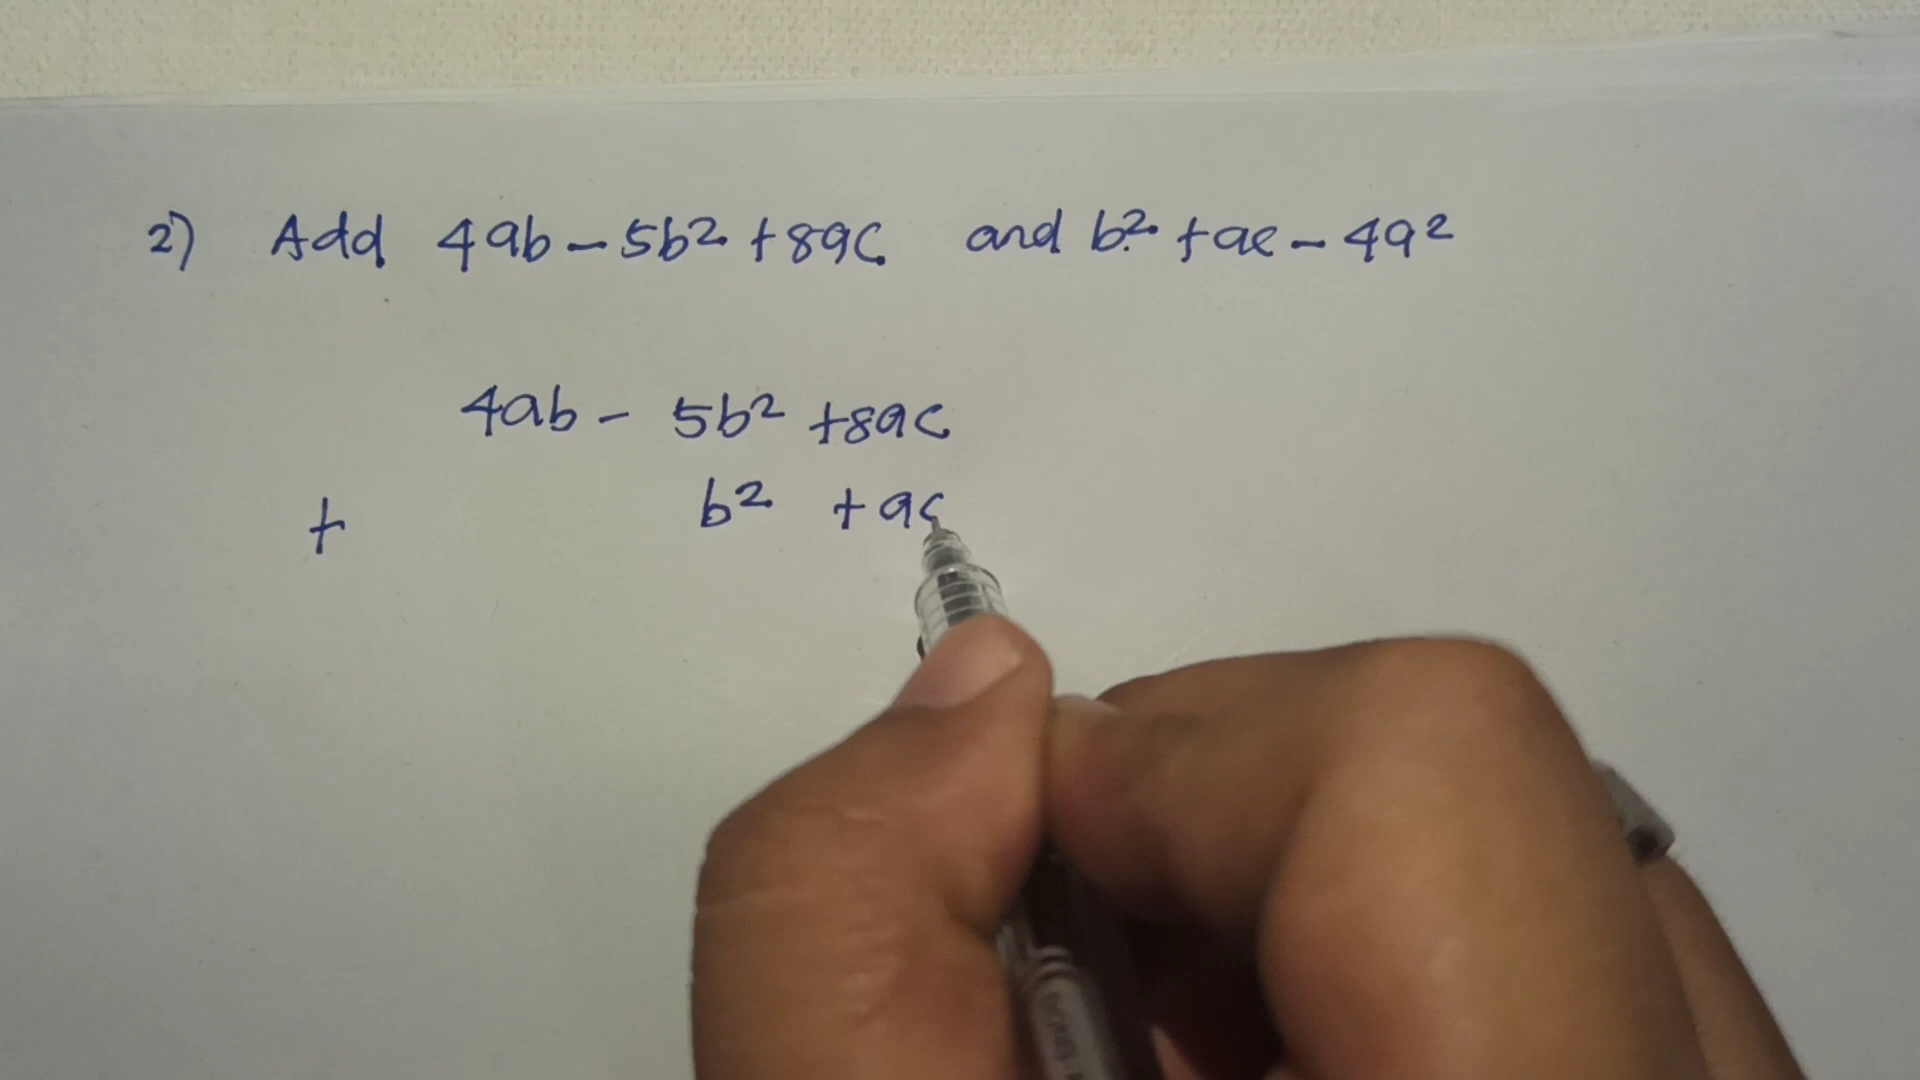 2) Add 4ab - 5b² + 8ac and b² + ac - 4a²
4ab - 5b² + 8ac
+ b² + ac